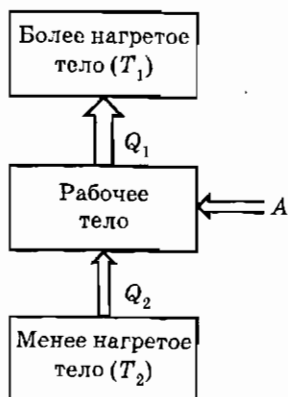 Более нагретое
тело (T₁)
Q₁
Рабочее
тело
A
Q₂
Менее нагретое
тело (T₂)